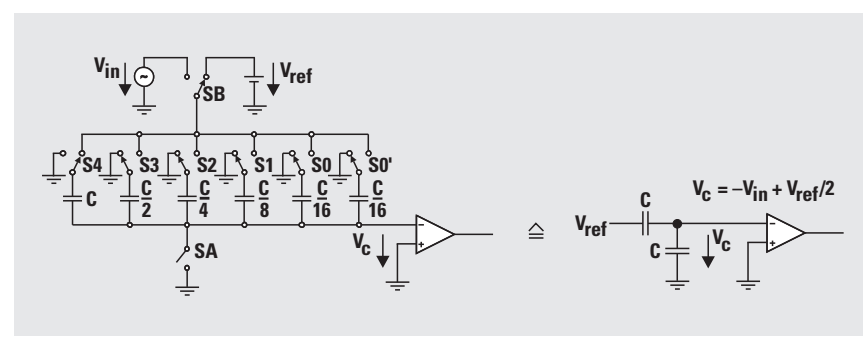 Vin
Vref
SB
S4
S3
S2
S1
S0
S0'
C
C
2
C
4
C
8
C
16
C
16
SA
Vc
−
+
≙
Vref
C
C
Vc
Vc = –Vin + Vref/2
−
+